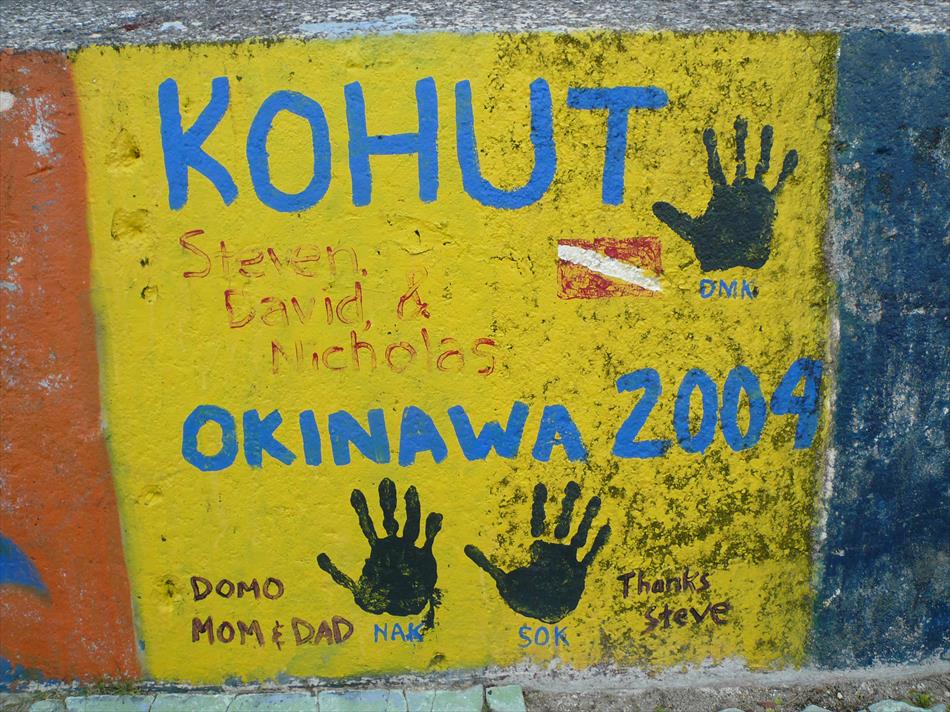 KOHUT
Steven,
David, &
Nicholas
DMK
OKINAWA 2004
DOMO
MOM & DAD
NAK
SOK
Thanks
Steve